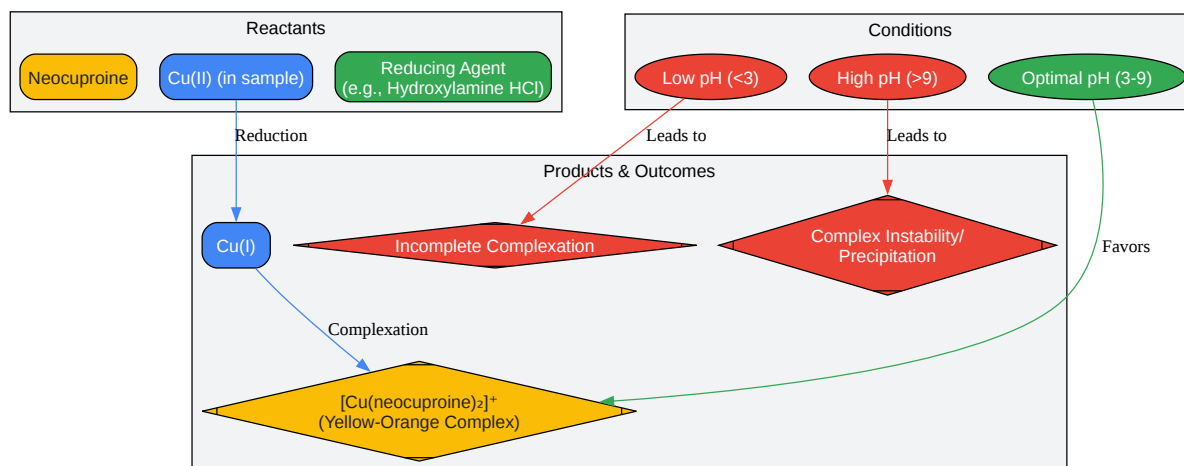 Reactants
Conditions
Neocuproine
Cu(II) (in sample)
Reducing Agent
(e.g., Hydroxylamine HCl)
Low pH (<3)
High pH (>9)
Optimal pH (3-9)
Reduction
Leads to
Leads to
Products & Outcomes
Cu(I)
Incomplete Complexation
Complex Instability/
Precipitation
Favors
Complexation
[Cu(neocuproine)₂]⁺
(Yellow-Orange Complex)